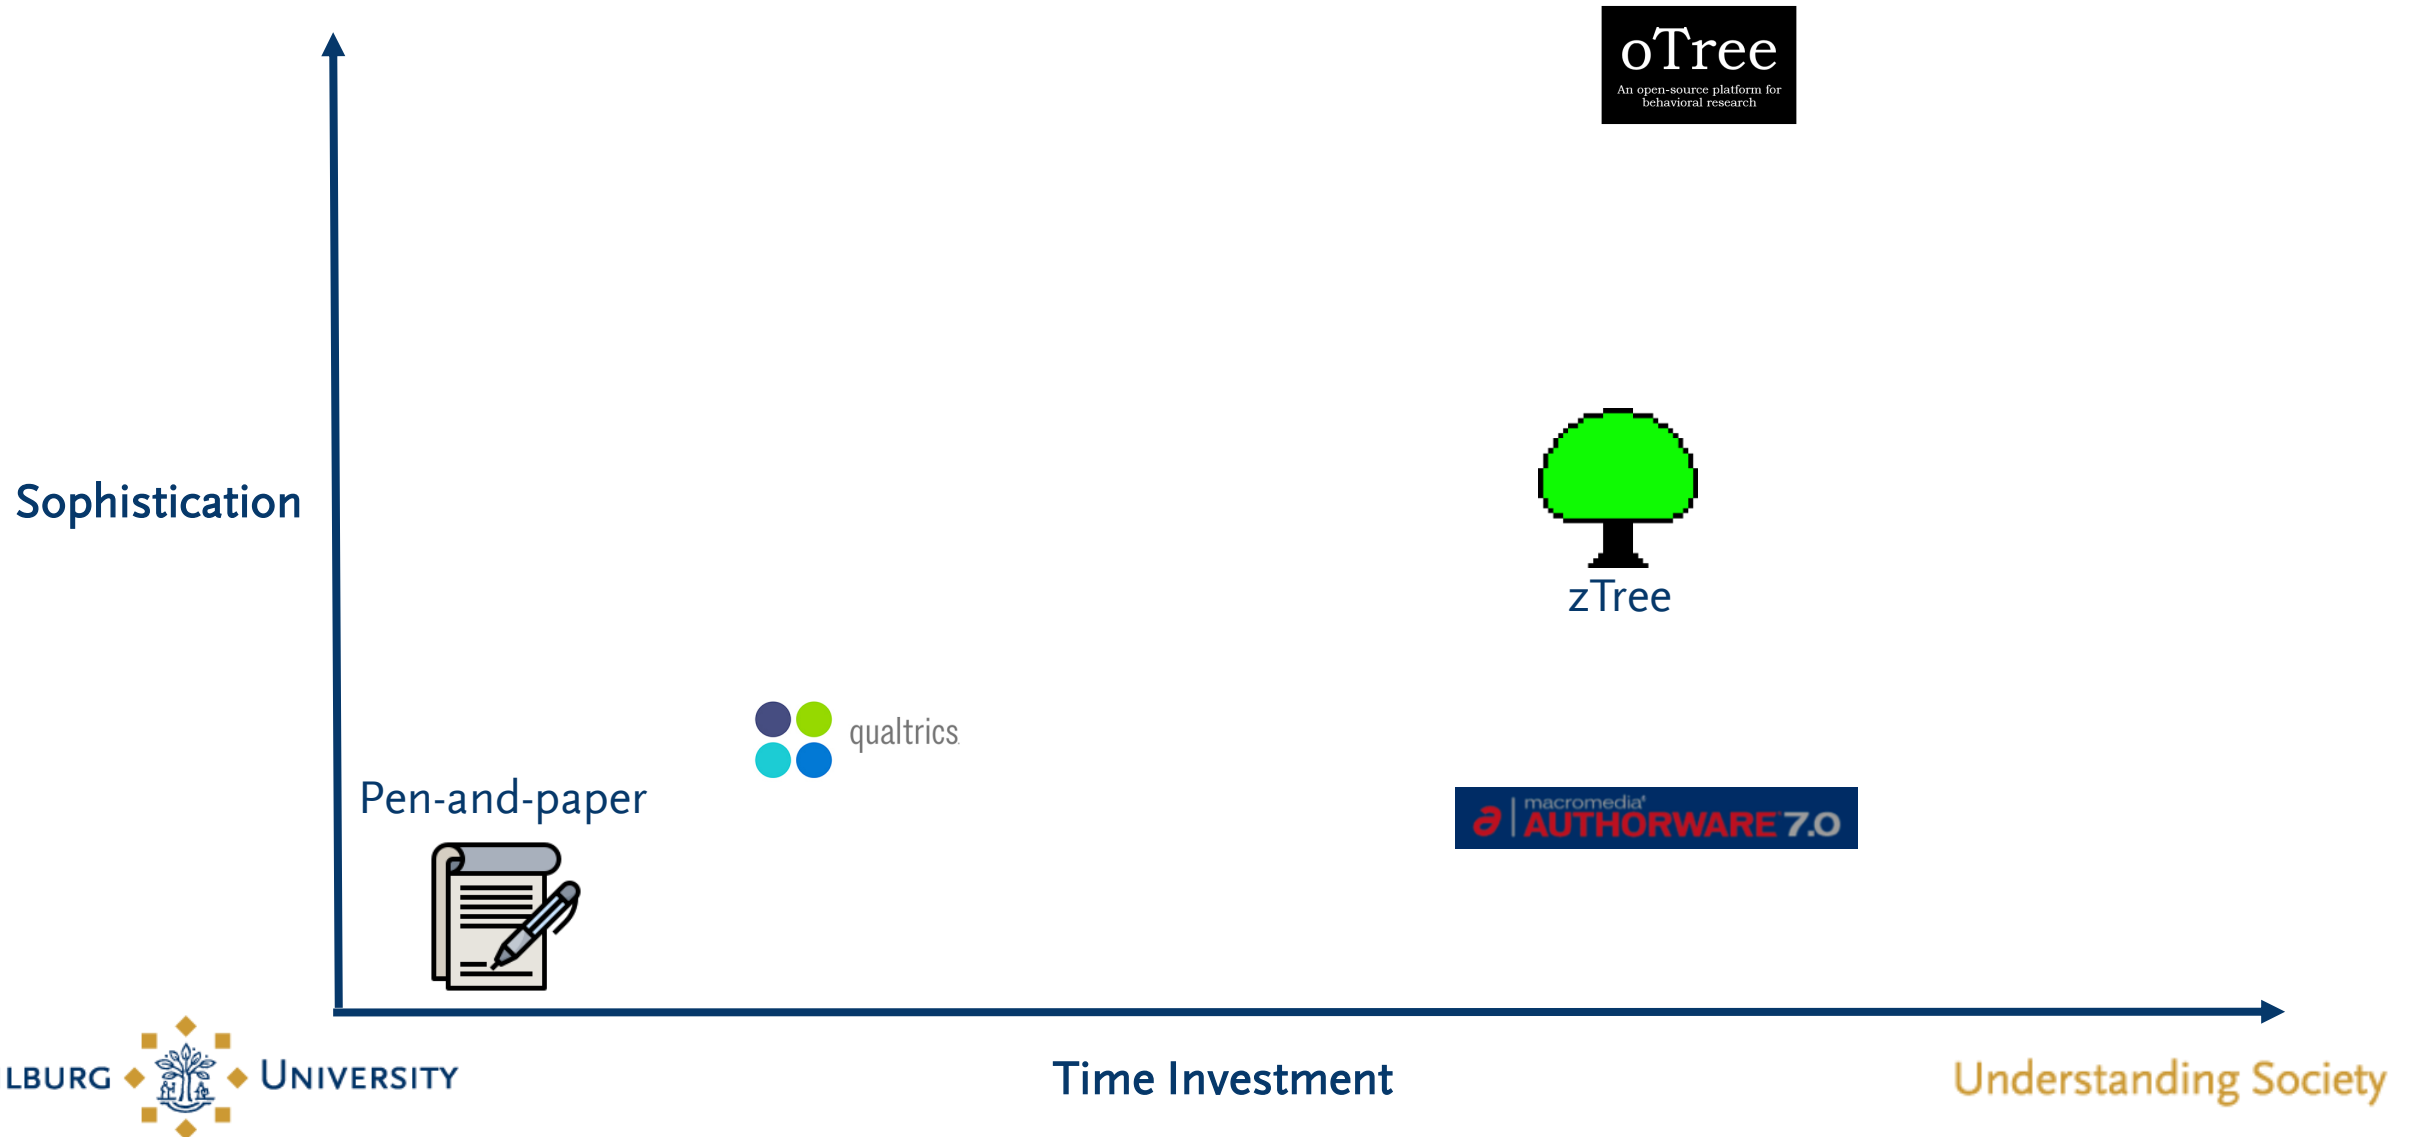 oTree
An open-source platform for
behavioral research
Sophistication
zTree
qualtrics
Pen-and-paper
macromedia
a AUTHORWARE 7.0
LBURG UNIVERSITY
Time Investment
Understanding Society